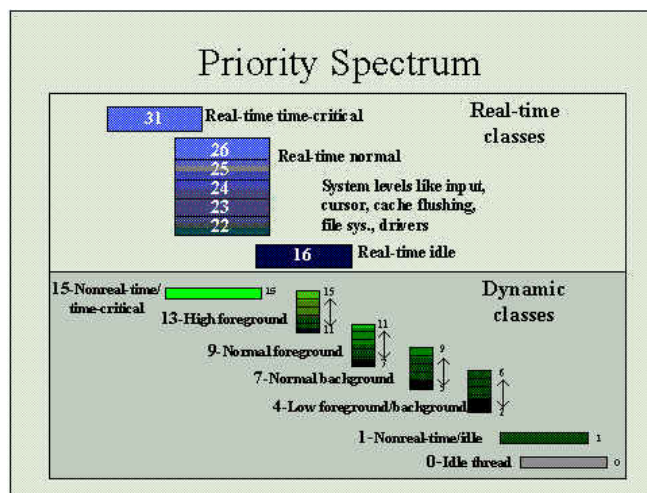 Priority Spectrum
Real-time
classes
31
Real-time time-critical
26
25
24
23
22
Real-time normal
System levels like input,
cursor, cache flushing,
file sys., drivers
16
Real-time idle
Dynamic
classes
15-Nonreal-time/
time-critical
15
13-High foreground
15
11
9-Normal foreground
11
7
7-Normal background
9
5
4-Low foreground/background
6
2
1-Nonreal-time/idle
1
0-Idle thread
0